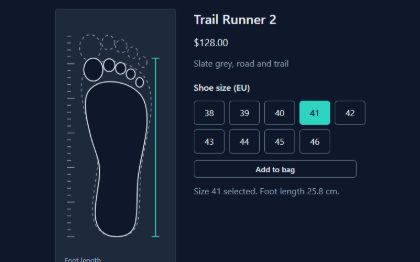 Trail Runner 2
$128.00
Slate grey, road and trail
Shoe size (EU)
38 39 40 41 42
43 44 45 46
Add to bag
Size 41 selected. Foot length 25.8 cm.
Foot length